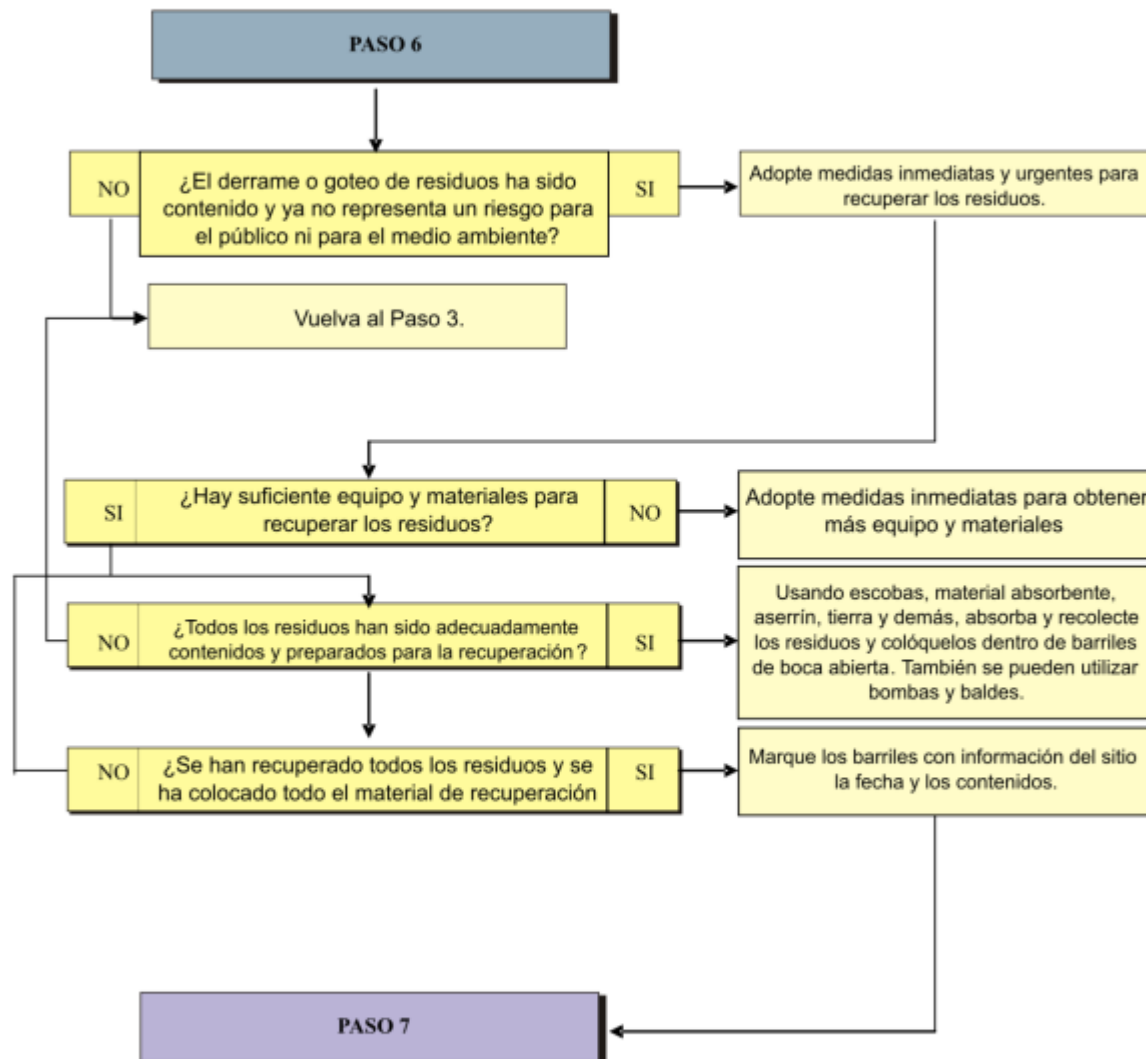 PASO 6
NO
¿El derrame o goteo de residuos ha sido
contenido y ya no representa un riesgo para
el público ni para el medio ambiente?
SI
Adopte medidas inmediatas y urgentes para
recuperar los residuos.
Vuelva al Paso 3.
SI
¿Hay suficiente equipo y materiales para
recuperar los residuos?
NO
Adopte medidas inmediatas para obtener
más equipo y materiales
NO
¿Todos los residuos han sido adecuadamente
contenidos y preparados para la recuperación?
SI
Usando escobas, material absorbente,
aserrín, tierra y demás, absorba y recolecte
los residuos y colóquelos dentro de barriles
de boca abierta. También se pueden utilizar
bombas y baldes.
NO
¿Se han recuperado todos los residuos y se
ha colocado todo el material de recuperación
SI
Marque los barriles con información del sitio
la fecha y los contenidos.
PASO 7